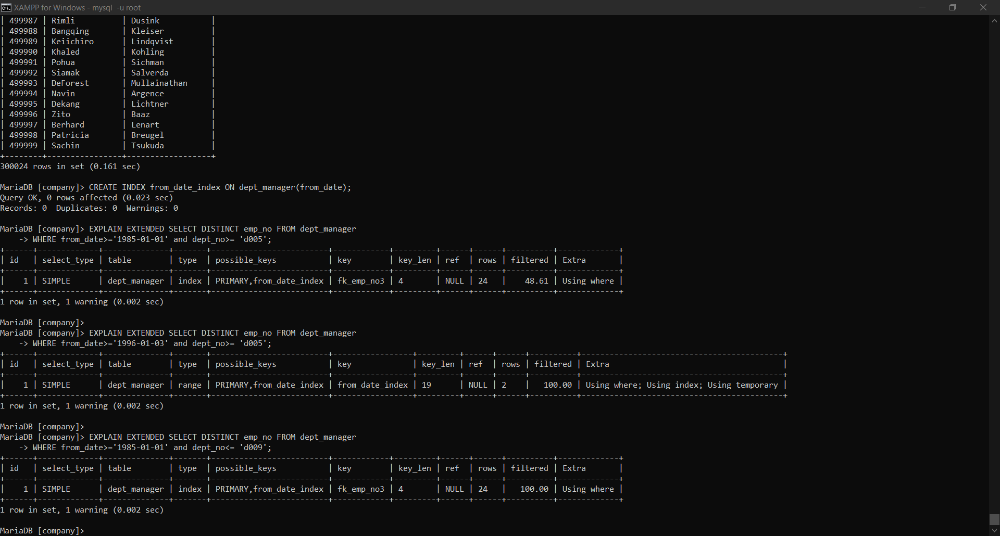 XAMPP for Windows - mysql -u root
| 499987 | Rimli          | Dusink           |
| 499988 | Bangqing       | Kleiser          |
| 499989 | Keiichiro      | Lindqvist        |
| 499990 | Khaled         | Kohling          |
| 499991 | Pohua          | Sichman          |
| 499992 | Siamak         | Salverda         |
| 499993 | DeForest       | Mullainathan     |
| 499994 | Navin          | Argence          |
| 499995 | Dekang         | Lichtner         |
| 499996 | Zito           | Baaz             |
| 499997 | Berhard        | Lenart           |
| 499998 | Patricia       | Breugel          |
| 499999 | Sachin         | Tsukuda          |
+--------+----------------+------------------+
300024 rows in set (0.161 sec)
MariaDB [company]> CREATE INDEX from_date_index ON dept_manager(from_date);
Query OK, 0 rows affected (0.023 sec)
Records: 0  Duplicates: 0  Warnings: 0
MariaDB [company]> EXPLAIN EXTENDED SELECT DISTINCT emp_no FROM dept_manager
    -> WHERE from_date>='1985-01-01' and dept_no>= 'd005';
+------+-------------+--------------+-------+-------------------------+------------+---------+------+------+----------+-------------+
| id   | select_type | table        | type  | possible_keys           | key        | key_len | ref  | rows | filtered | Extra       |
+------+-------------+--------------+-------+-------------------------+------------+---------+------+------+----------+-------------+
|    1 | SIMPLE      | dept_manager | index | PRIMARY,from_date_index | fk_emp_no3 | 4       | NULL | 24   |    48.61 | Using where |
+------+-------------+--------------+-------+-------------------------+------------+---------+------+------+----------+-------------+
1 row in set, 1 warning (0.002 sec)
MariaDB [company]>
MariaDB [company]> EXPLAIN EXTENDED SELECT DISTINCT emp_no FROM dept_manager
    -> WHERE from_date>='1996-01-03' and dept_no>= 'd005';
+------+-------------+--------------+-------+-------------------------+-----------------+---------+------+------+----------+-------------------------------------------+
| id   | select_type | table        | type  | possible_keys           | key             | key_len | ref  | rows | filtered | Extra                                     |
+------+-------------+--------------+-------+-------------------------+-----------------+---------+------+------+----------+-------------------------------------------+
|    1 | SIMPLE      | dept_manager | range | PRIMARY,from_date_index | from_date_index | 19      | NULL | 2    |   100.00 | Using where; Using index; Using temporary |
+------+-------------+--------------+-------+-------------------------+-----------------+---------+------+------+----------+-------------------------------------------+
1 row in set, 1 warning (0.002 sec)
MariaDB [company]>
MariaDB [company]> EXPLAIN EXTENDED SELECT DISTINCT emp_no FROM dept_manager
    -> WHERE from_date>='1985-01-01' and dept_no<= 'd009';
+------+-------------+--------------+-------+-------------------------+------------+---------+------+------+----------+-------------+
| id   | select_type | table        | type  | possible_keys           | key        | key_len | ref  | rows | filtered | Extra       |
+------+-------------+--------------+-------+-------------------------+------------+---------+------+------+----------+-------------+
|    1 | SIMPLE      | dept_manager | index | PRIMARY,from_date_index | fk_emp_no3 | 4       | NULL | 24   |   100.00 | Using where |
+------+-------------+--------------+-------+-------------------------+------------+---------+------+------+----------+-------------+
1 row in set, 1 warning (0.002 sec)
MariaDB [company]>